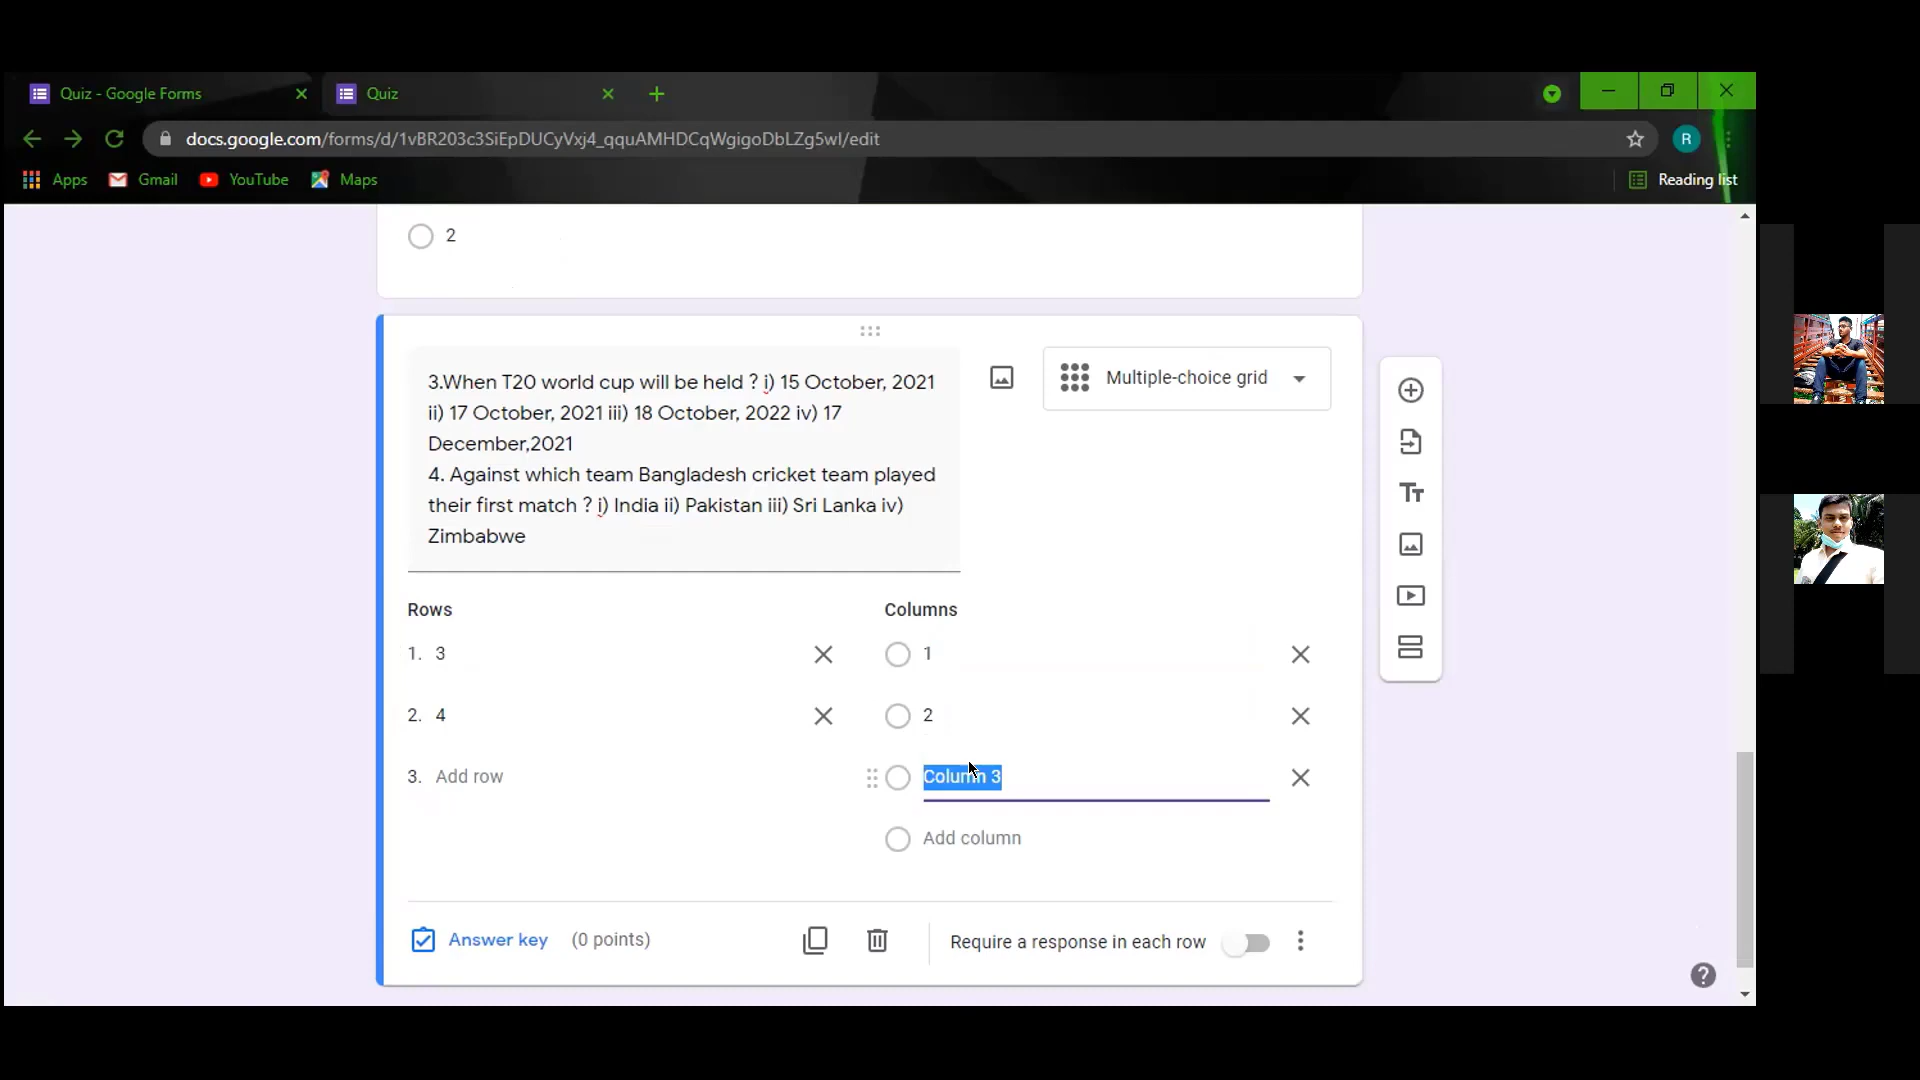 Quiz - Google Forms
Quiz
docs.google.com/forms/d/1vBR203c3SiEpDUCyVxj4_qquAMHDCqWgigoDbLZg5wI/edit
R
Apps
Gmail
YouTube
Maps
Reading list
2
3.When T20 world cup will be held ? i) 15 October, 2021
ii) 17 October, 2021 iii) 18 October, 2022 iv) 17
December,2021
4. Against which team Bangladesh cricket team played
their first match ? i) India ii) Pakistan iii) Sri Lanka iv)
Zimbabwe
Multiple-choice grid
Tт
Rows
Columns
1. 3
1
2. 4
2
3. Add row
Column 3
Add column
Answer key
(0 points)
Require a response in each row